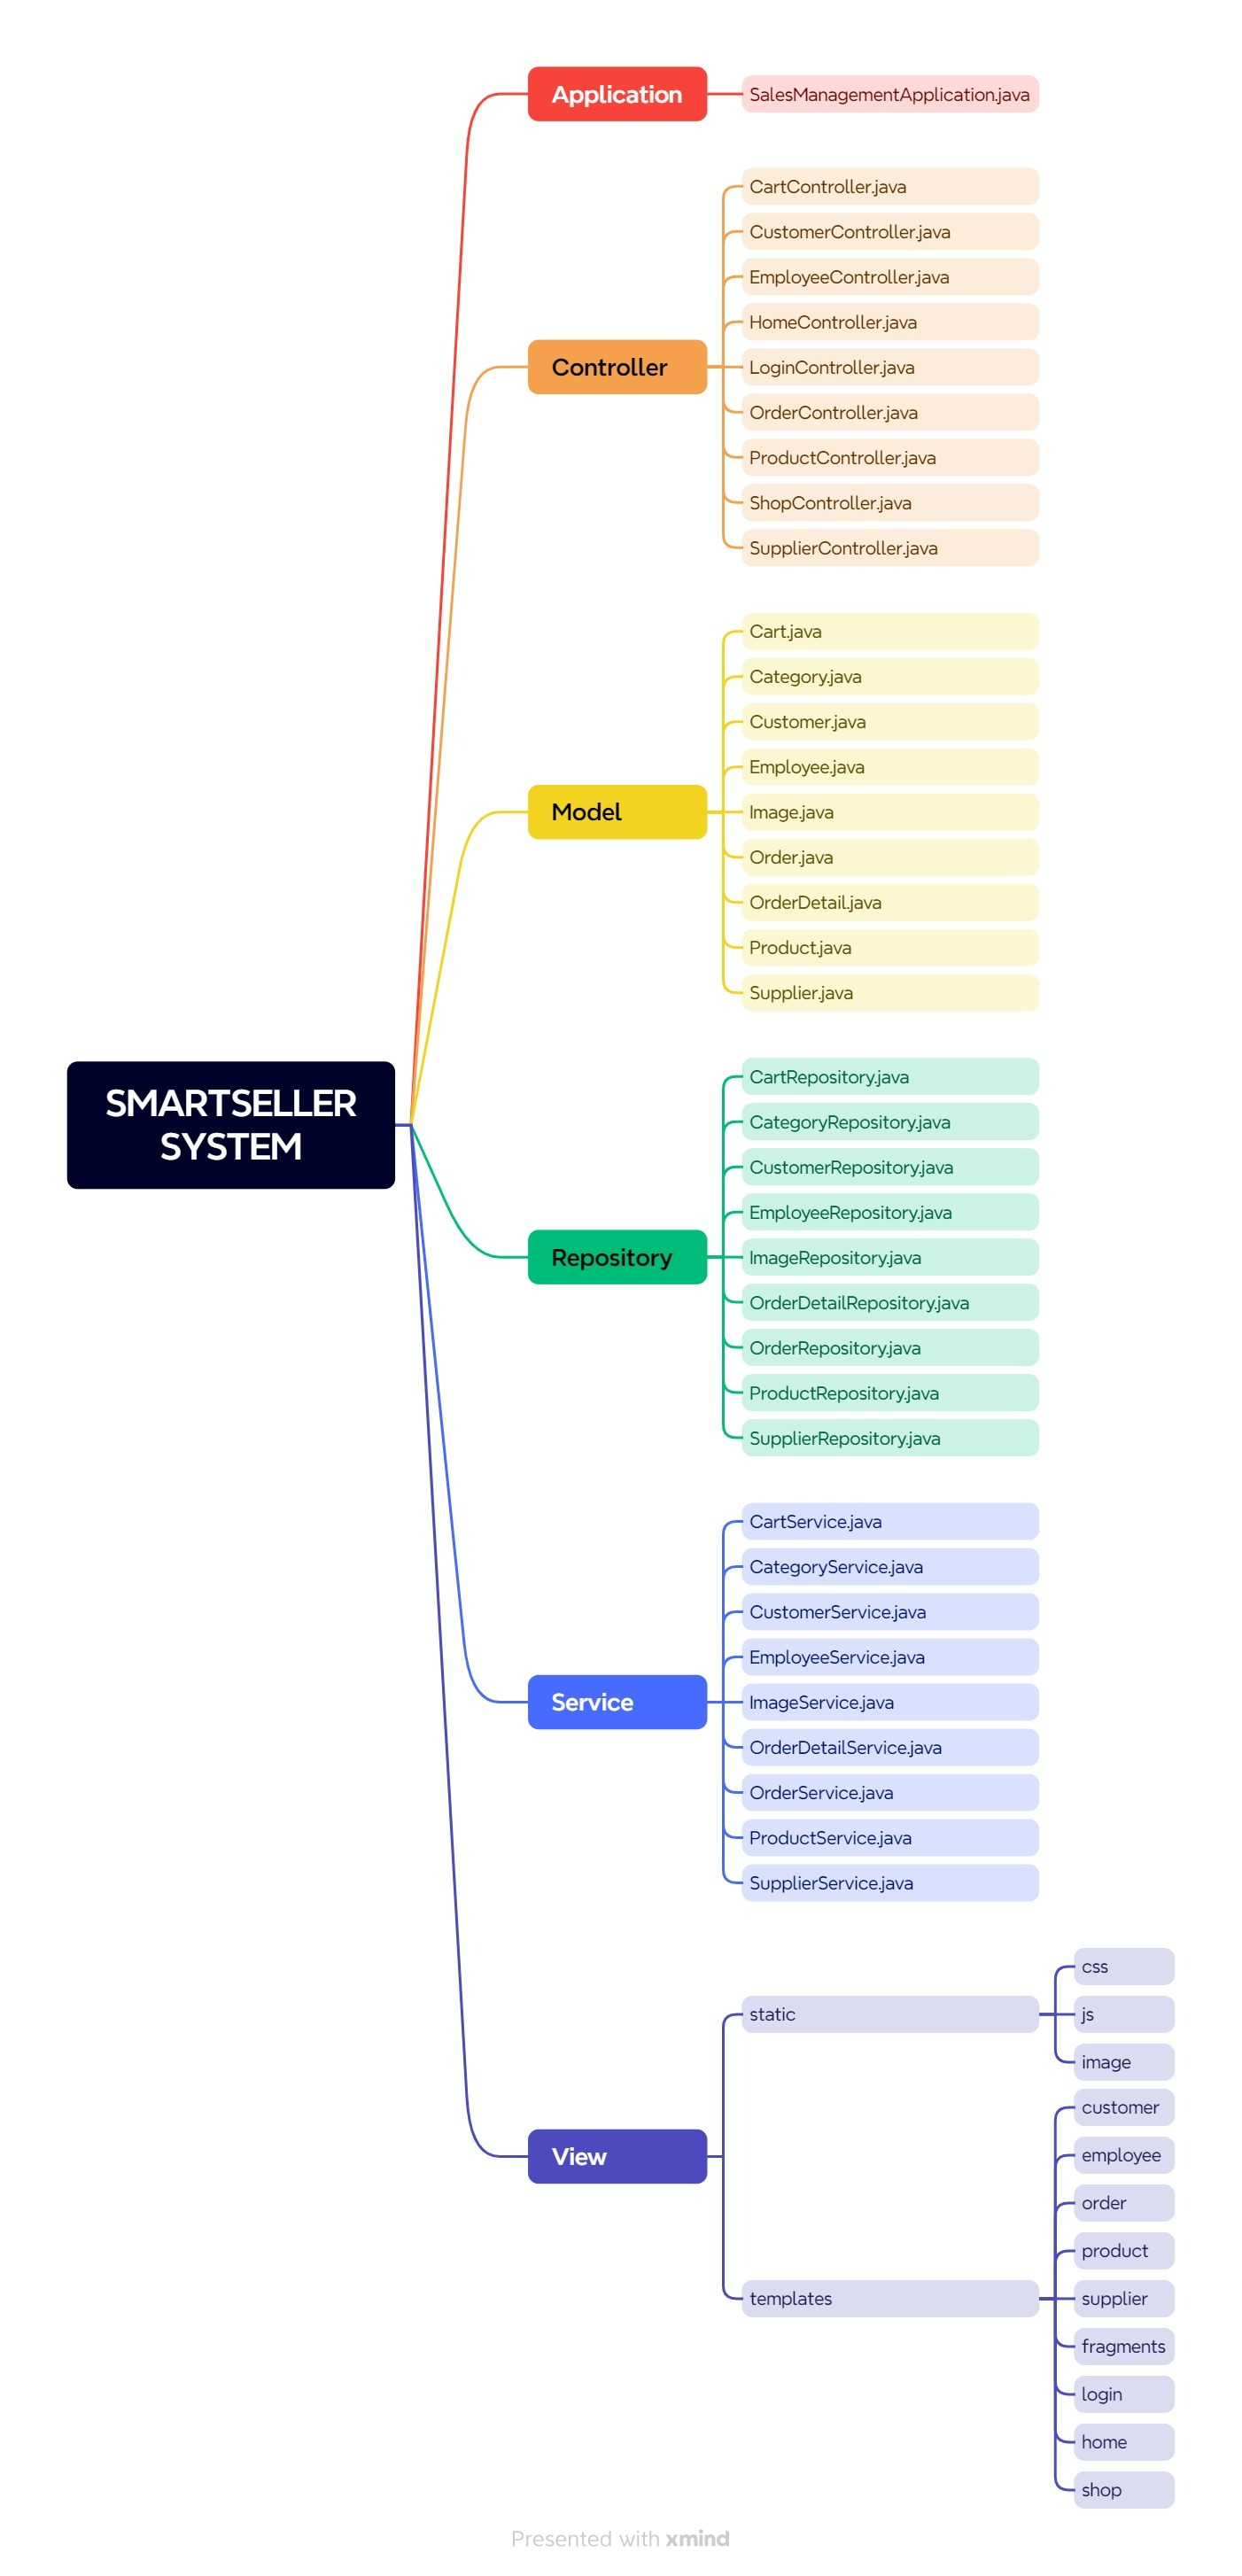 SMARTSELLER
SYSTEM
Application
SalesManagementApplication.java
Controller
CartController.java
CustomerController.java
EmployeeController.java
HomeController.java
LoginController.java
OrderController.java
ProductController.java
ShopController.java
SupplierController.java
Model
Cart.java
Category.java
Customer.java
Employee.java
Image.java
Order.java
OrderDetail.java
Product.java
Supplier.java
Repository
CartRepository.java
CategoryRepository.java
CustomerRepository.java
EmployeeRepository.java
ImageRepository.java
OrderDetailRepository.java
OrderRepository.java
ProductRepository.java
SupplierRepository.java
Service
CartService.java
CategoryService.java
CustomerService.java
EmployeeService.java
ImageService.java
OrderDetailService.java
OrderService.java
ProductService.java
SupplierService.java
View
static
css
js
image
templates
customer
employee
order
product
supplier
fragments
login
home
shop
Presented with xmind